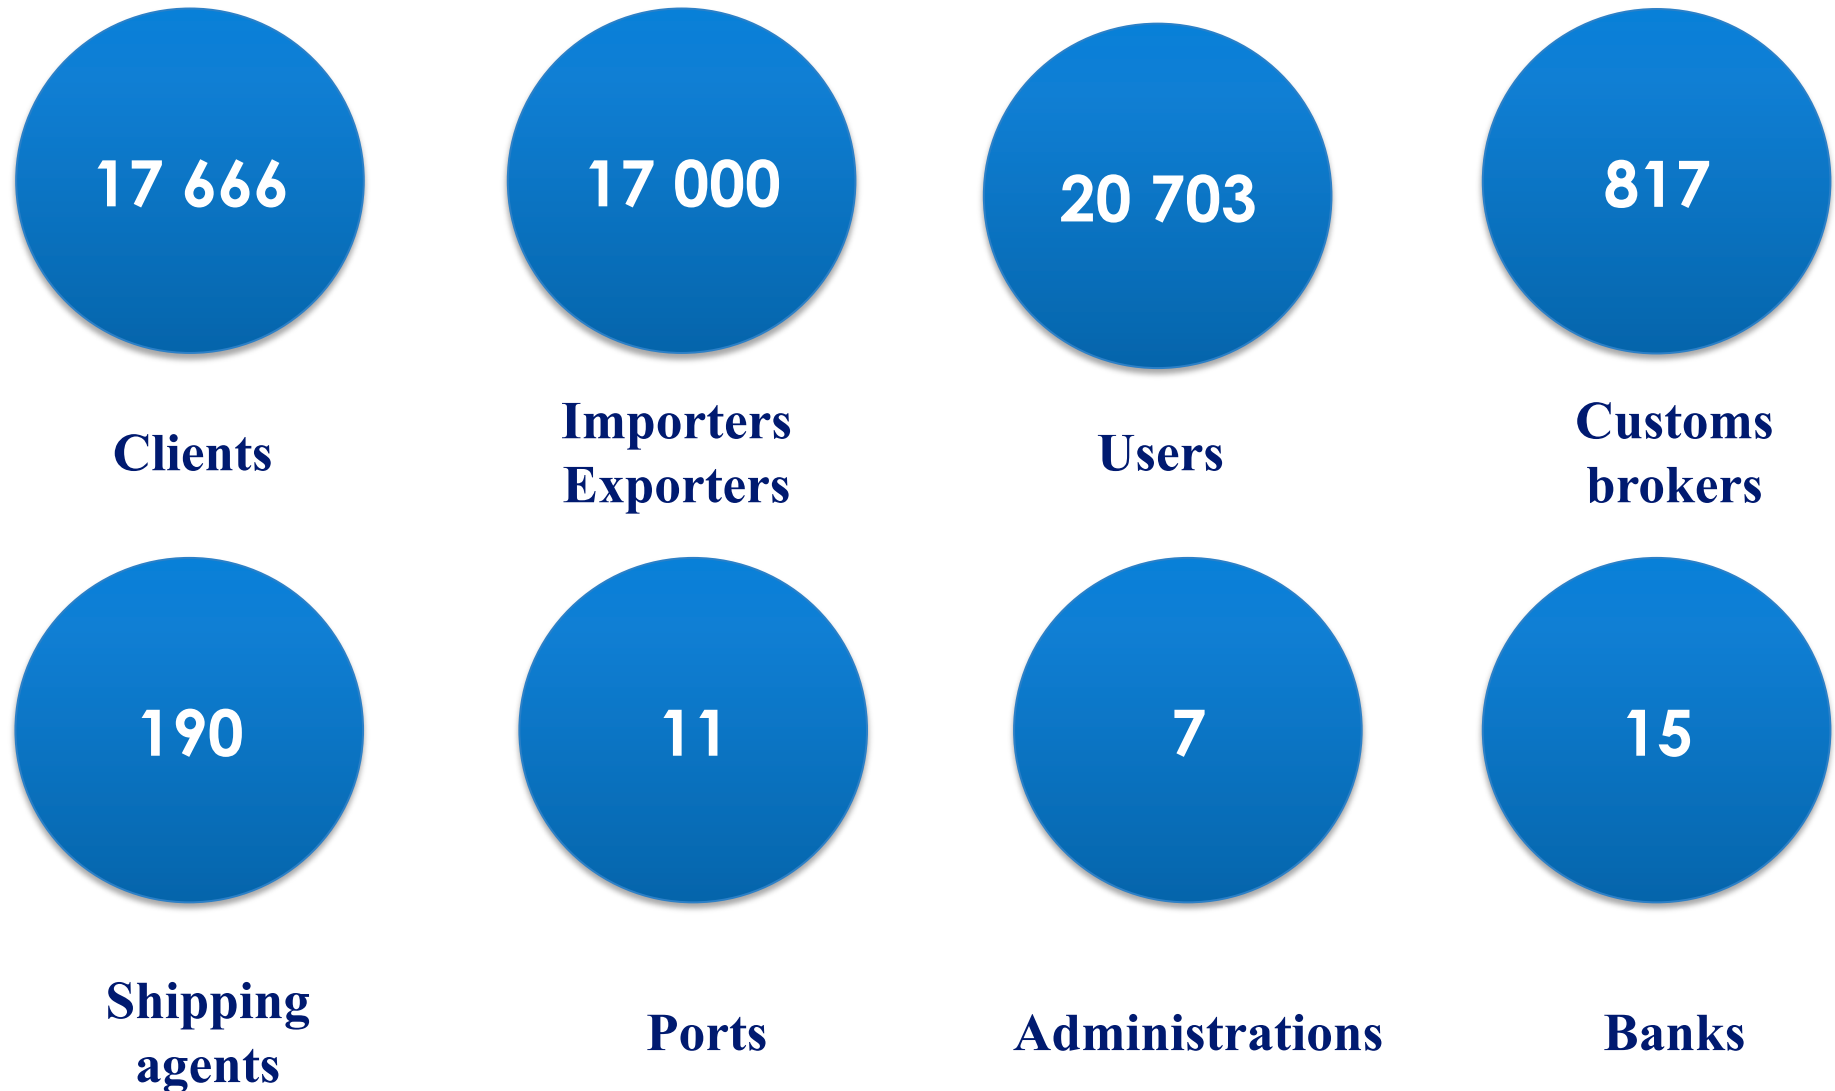 17 666
17 000
20 703
817
Clients
Importers
Exporters
Users
Customs
brokers
190
11
7
15
Shipping
agents
Ports
Administrations
Banks